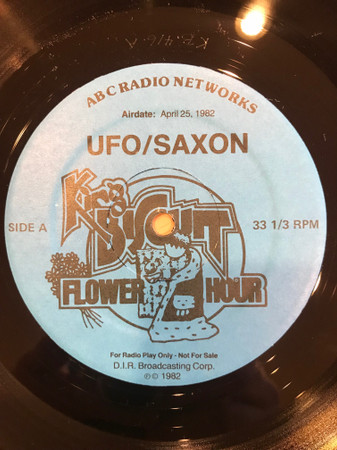 ABC RADIO NETWORKS
Airdate: April 25, 1982
UFO/SAXON
King BISCUIT
SIDE A
33 1/3 RPM
FLOWER HOUR
For Radio Play Only - Not For Sale
D.I.R. Broadcasting Corp.
℗© 1982